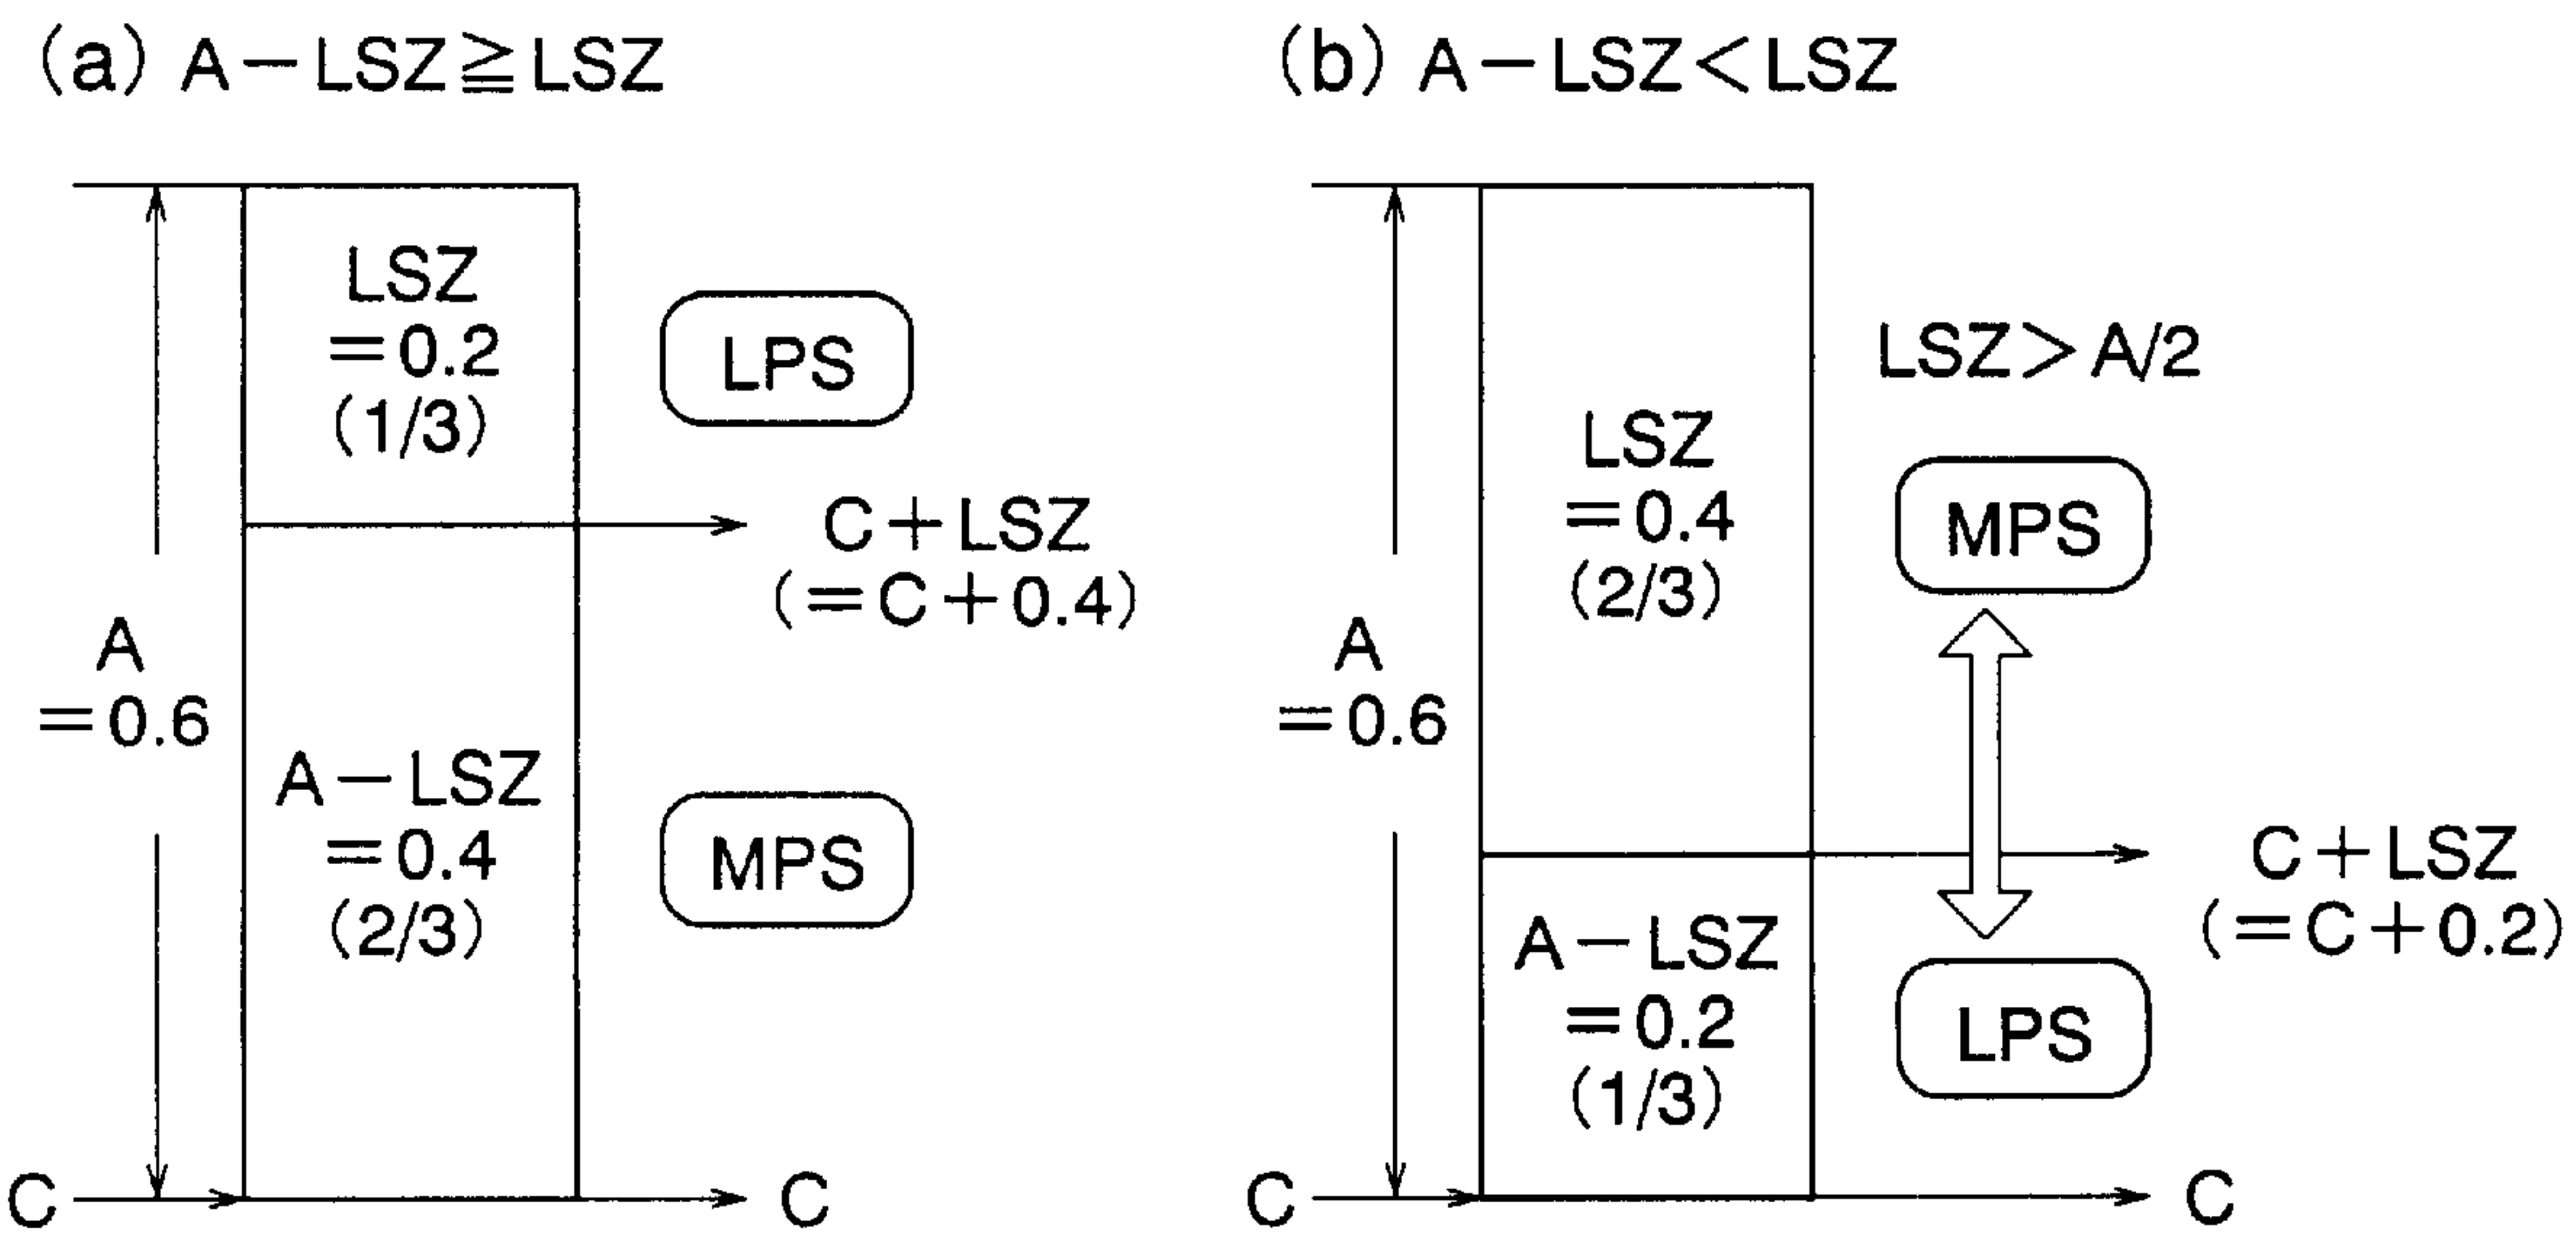 (a) A－LSZ≧LSZ
LSZ
＝0.2
(1/3)
LPS
C＋LSZ
(＝C＋0.4)
A
＝0.6
A－LSZ
＝0.4
(2/3)
MPS
C
C
(b) A－LSZ＜LSZ
LSZ＞A/2
LSZ
＝0.4
(2/3)
MPS
A
＝0.6
C＋LSZ
(＝C＋0.2)
A－LSZ
＝0.2
(1/3)
LPS
C
C